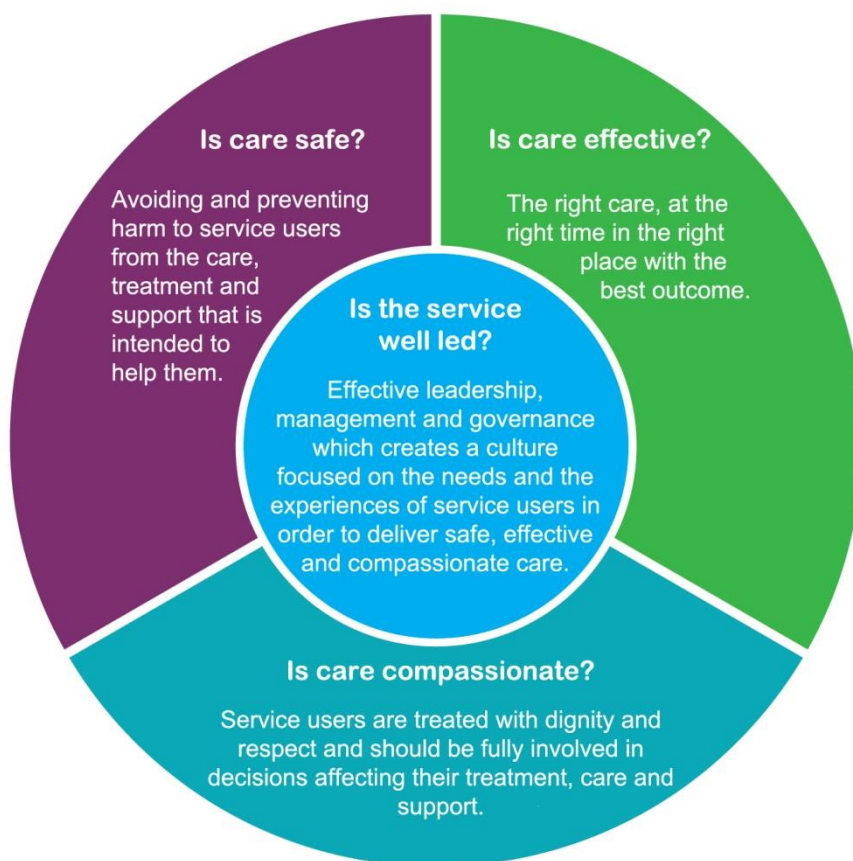 Is care safe?
Avoiding and preventing
harm to service users
from the care,
treatment and
support that is
intended to
help them.
Is care effective?
The right care, at the
right time in the right
place with the
best outcome.
Is the service
well led?
Effective leadership,
management and governance
which creates a culture
focused on the needs and the
experiences of service users in
order to deliver safe, effective
and compassionate care.
Is care compassionate?
Service users are treated with dignity and
respect and should be fully involved in
decisions affecting their treatment, care and
support.